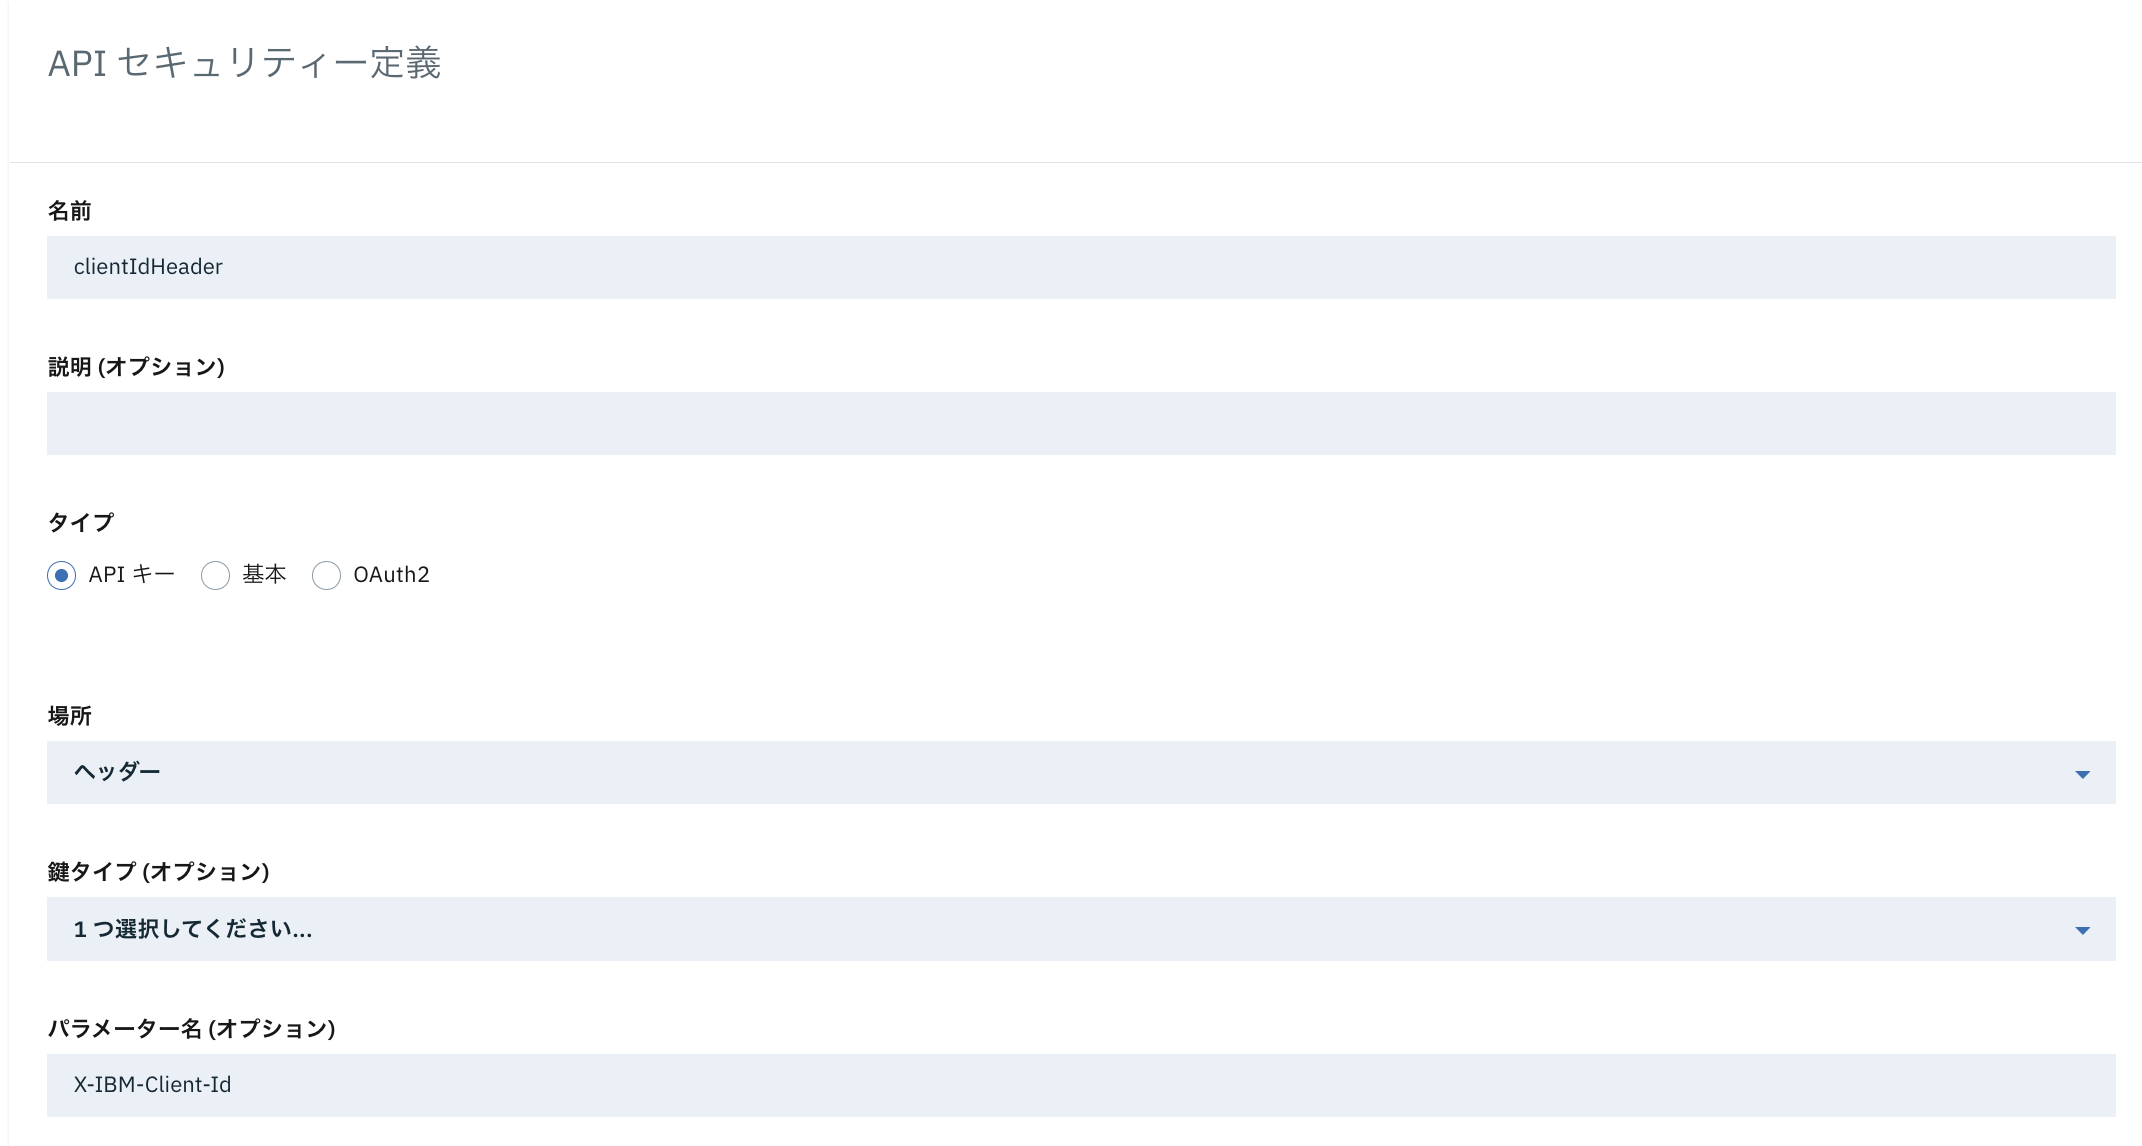 API セキュリティー定義
名前
clientIdHeader
説明 (オプション)
タイプ
API キー 基本 OAuth2
場所
ヘッダー
鍵タイプ (オプション)
1 つ選択してください...
パラメーター名 (オプション)
X-IBM-Client-Id